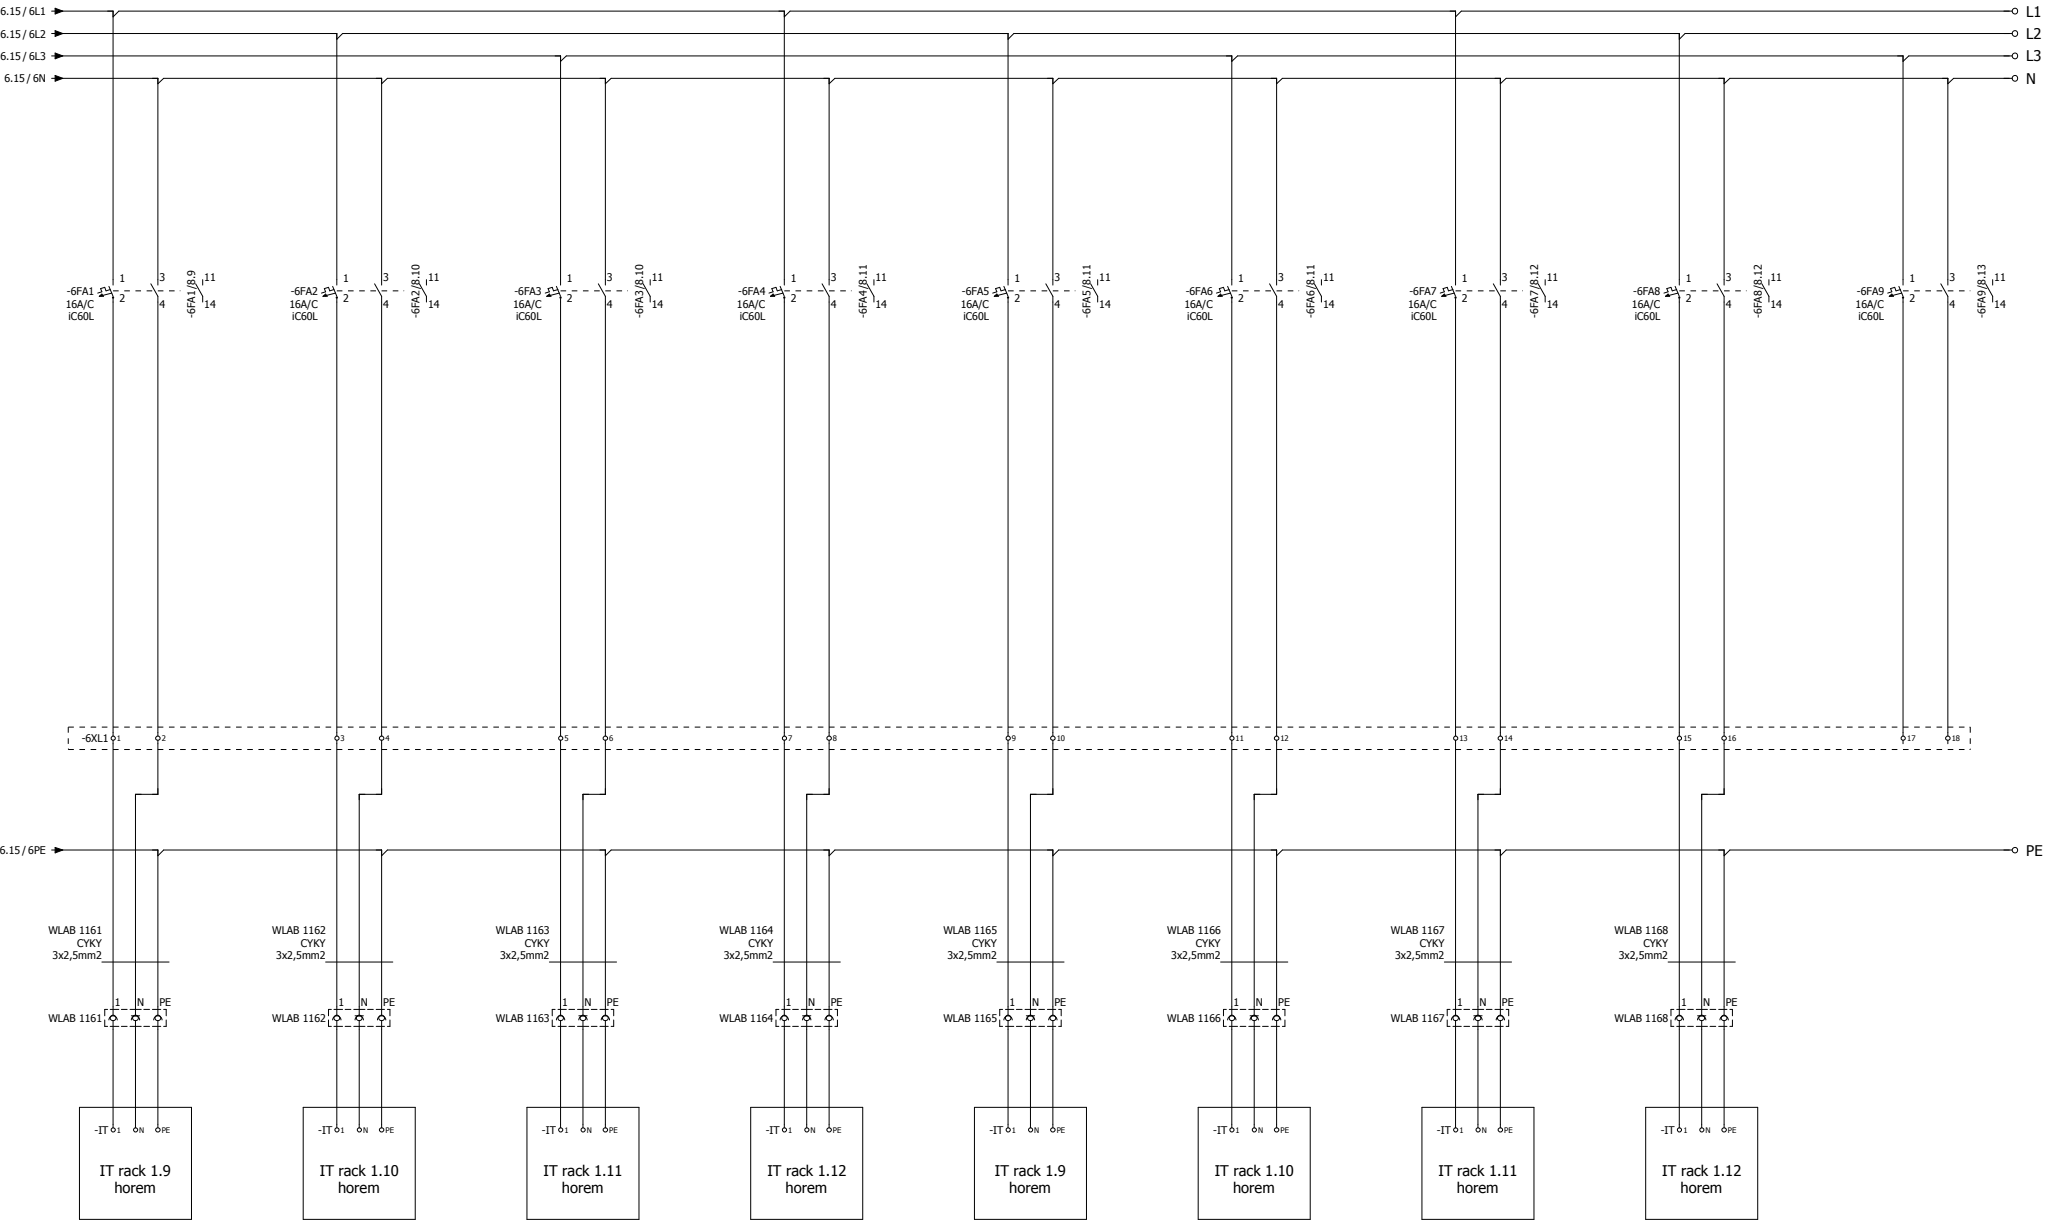 6.15 / 6L1
L1
6.15 / 6L2
L2
6.15 / 6L3
L3
6.15 / 6N
N
-6FA1
16A/C
iC60L
1
2
3
4
-6FA1/8.9
11
14
-6FA2
16A/C
iC60L
1
2
3
4
-6FA2/8.10
11
14
-6FA3
16A/C
iC60L
1
2
3
4
-6FA3/8.10
11
14
-6FA4
16A/C
iC60L
1
2
3
4
-6FA4/8.11
11
14
-6FA5
16A/C
iC60L
1
2
3
4
-6FA5/8.11
11
14
-6FA6
16A/C
iC60L
1
2
3
4
-6FA6/8.11
11
14
-6FA7
16A/C
iC60L
1
2
3
4
-6FA7/8.12
11
14
-6FA8
16A/C
iC60L
1
2
3
4
-6FA8/8.12
11
14
-6FA9
16A/C
iC60L
1
2
3
4
-6FA9/8.13
11
14
-6XL1 1 2 3 4 5 6 7 8 9 10 11 12 13 14 15 16 17 18
6.15 / 6PE
PE
WLAB 1161
CYKY
3x2,5mm2
WLAB 1162
CYKY
3x2,5mm2
WLAB 1163
CYKY
3x2,5mm2
WLAB 1164
CYKY
3x2,5mm2
WLAB 1165
CYKY
3x2,5mm2
WLAB 1166
CYKY
3x2,5mm2
WLAB 1167
CYKY
3x2,5mm2
WLAB 1168
CYKY
3x2,5mm2
1 N PE
WLAB 1161
1 N PE
WLAB 1162
1 N PE
WLAB 1163
1 N PE
WLAB 1164
1 N PE
WLAB 1165
1 N PE
WLAB 1166
1 N PE
WLAB 1167
1 N PE
WLAB 1168
-IT 1 N PE
IT rack 1.9
horem
-IT 1 N PE
IT rack 1.10
horem
-IT 1 N PE
IT rack 1.11
horem
-IT 1 N PE
IT rack 1.12
horem
-IT 1 N PE
IT rack 1.9
horem
-IT 1 N PE
IT rack 1.10
horem
-IT 1 N PE
IT rack 1.11
horem
-IT 1 N PE
IT rack 1.12
horem